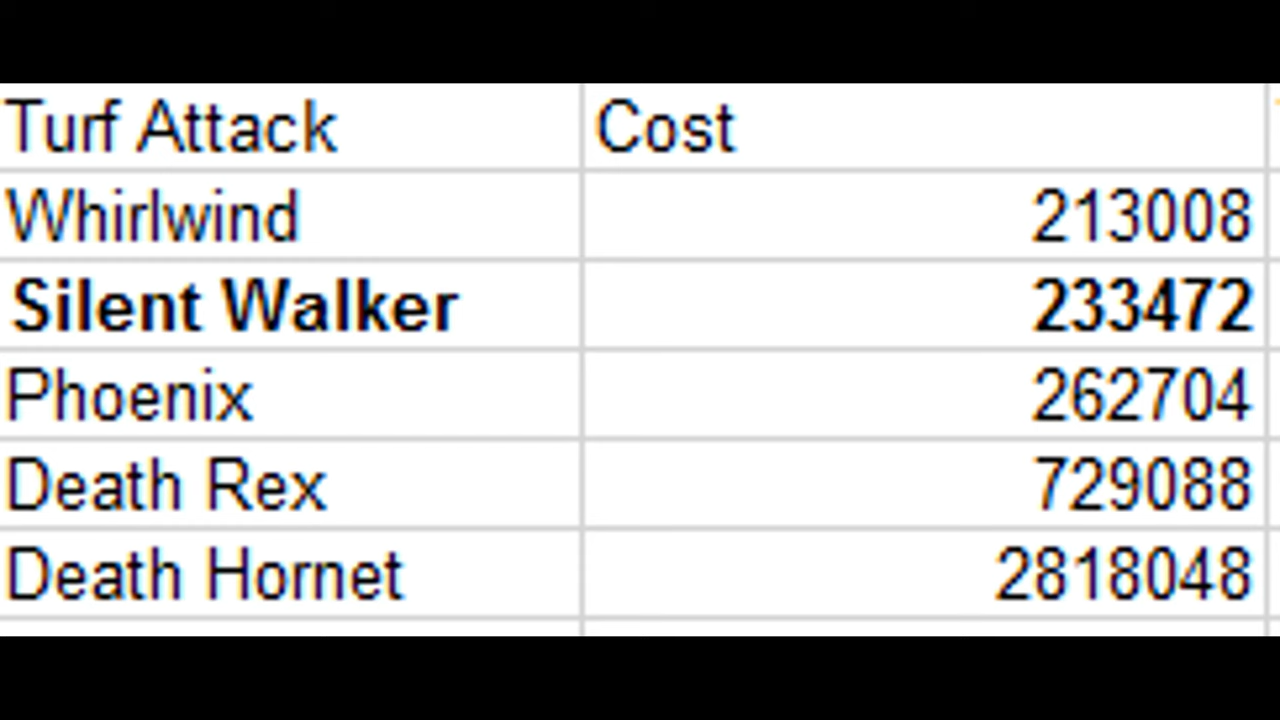 Turf Attack Cost
Whirlwind 213008
Silent Walker 233472
Phoenix 262704
Death Rex 729088
Death Hornet 2818048